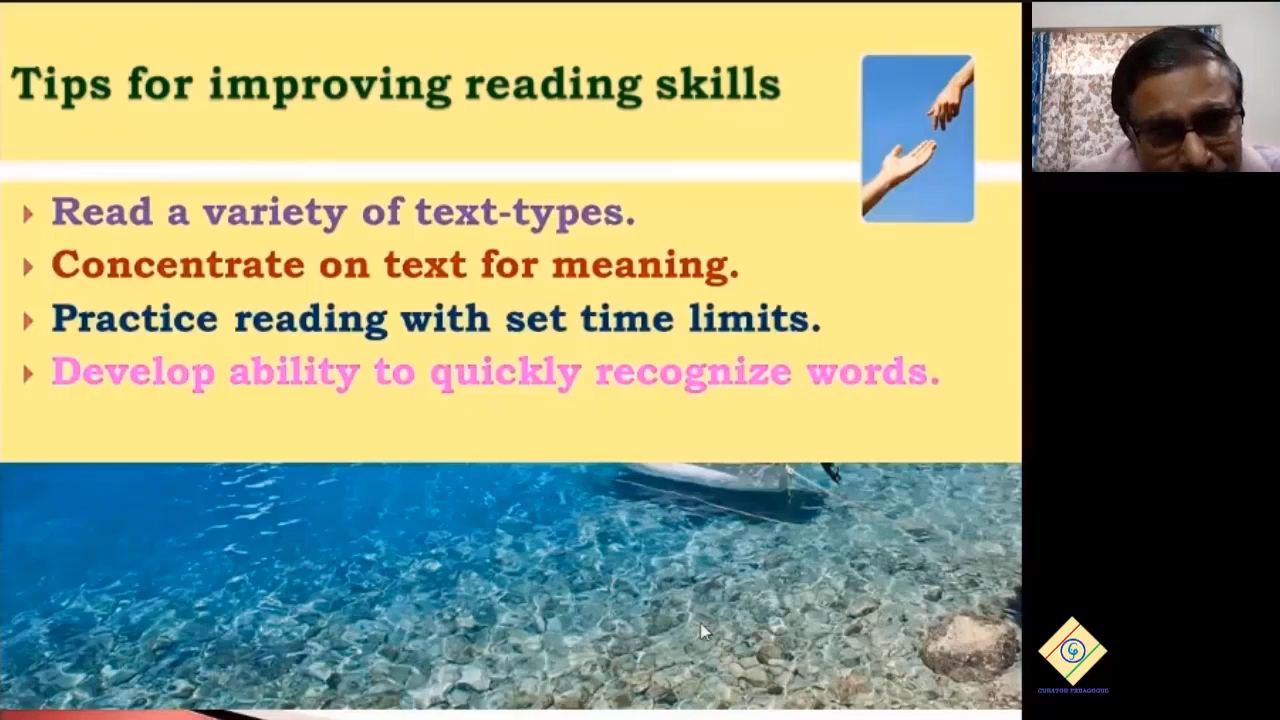 Tips for improving reading skills
Read a variety of text-types.
Concentrate on text for meaning.
Practice reading with set time limits.
Develop ability to quickly recognize words.
CURATOR PEDAGOGUE